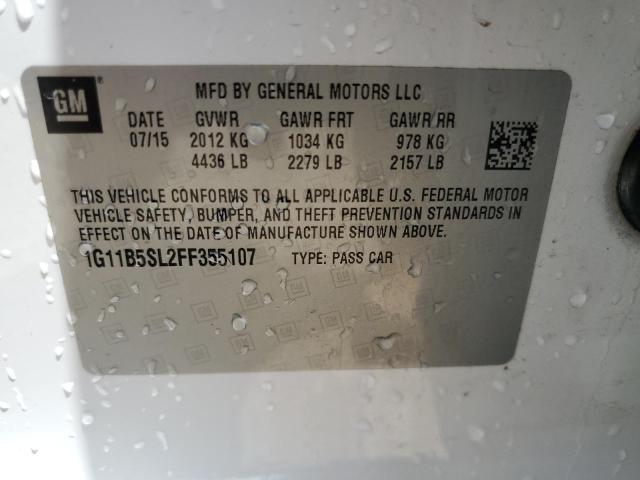 GM ®
MFD BY GENERAL MOTORS LLC
DATE GVWR GAWR FRT GAWR RR
07/15 2012 KG 1034 KG 978 KG
4436 LB 2279 LB 2157 LB
THIS VEHICLE CONFORMS TO ALL APPLICABLE U.S. FEDERAL MOTOR
VEHICLE SAFETY, BUMPER, AND THEFT PREVENTION STANDARDS IN
EFFECT ON THE DATE OF MANUFACTURE SHOWN ABOVE.
1G11B5SL2FF355107 TYPE: PASS CAR